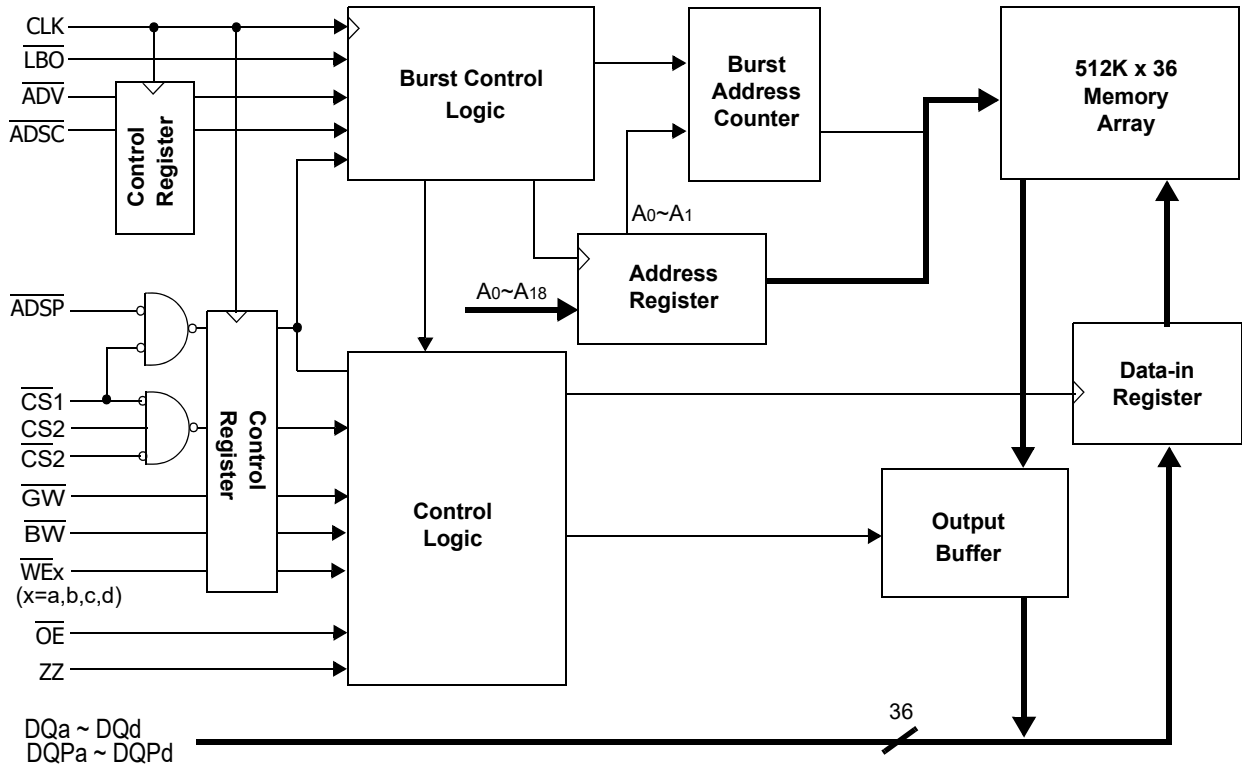 CLK
LBO
ADV
ADSC
Control
Register
Burst Control
Logic
Burst
Address
Counter
512K x 36
Memory
Array
A0~A1
Address
Register
A0~A18
ADSP
CS1
CS2
CS2
GW
BW
WEx
(x=a,b,c,d)
OE
ZZ
Control
Register
Control
Logic
Data-in
Register
Output
Buffer
36
DQa ~ DQd
DQPa ~ DQPd